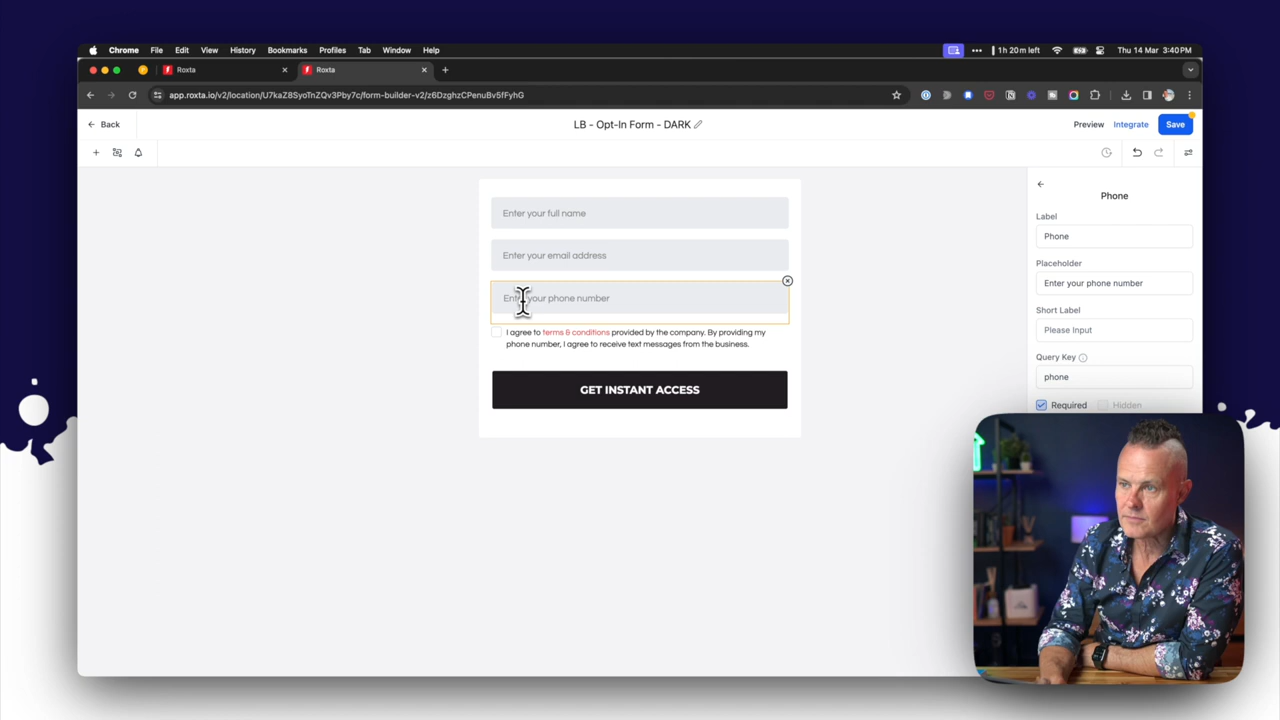 Chrome File Edit View History Bookmarks Profiles Tab Window Help
1 h 20 m left
Thu 14 Mar 3:40 PM
Roxta
Roxta
app.roxta.io/v2/location/U7kaZ8SyoTnZQv3Pby7c/form-builder-v2/z6DzghzCPenuBv5fFyhG
Back
LB - Opt-In Form - DARK
Preview
Integrate
Save
Phone
Label
Phone
Placeholder
Enter your phone number
Short Label
Please Input
Query Key
phone
Required
Hidden
Enter your full name
Enter your email address
Enter your phone number
I agree to terms & conditions provided by the company. By providing my
phone number, I agree to receive text messages from the business.
GET INSTANT ACCESS